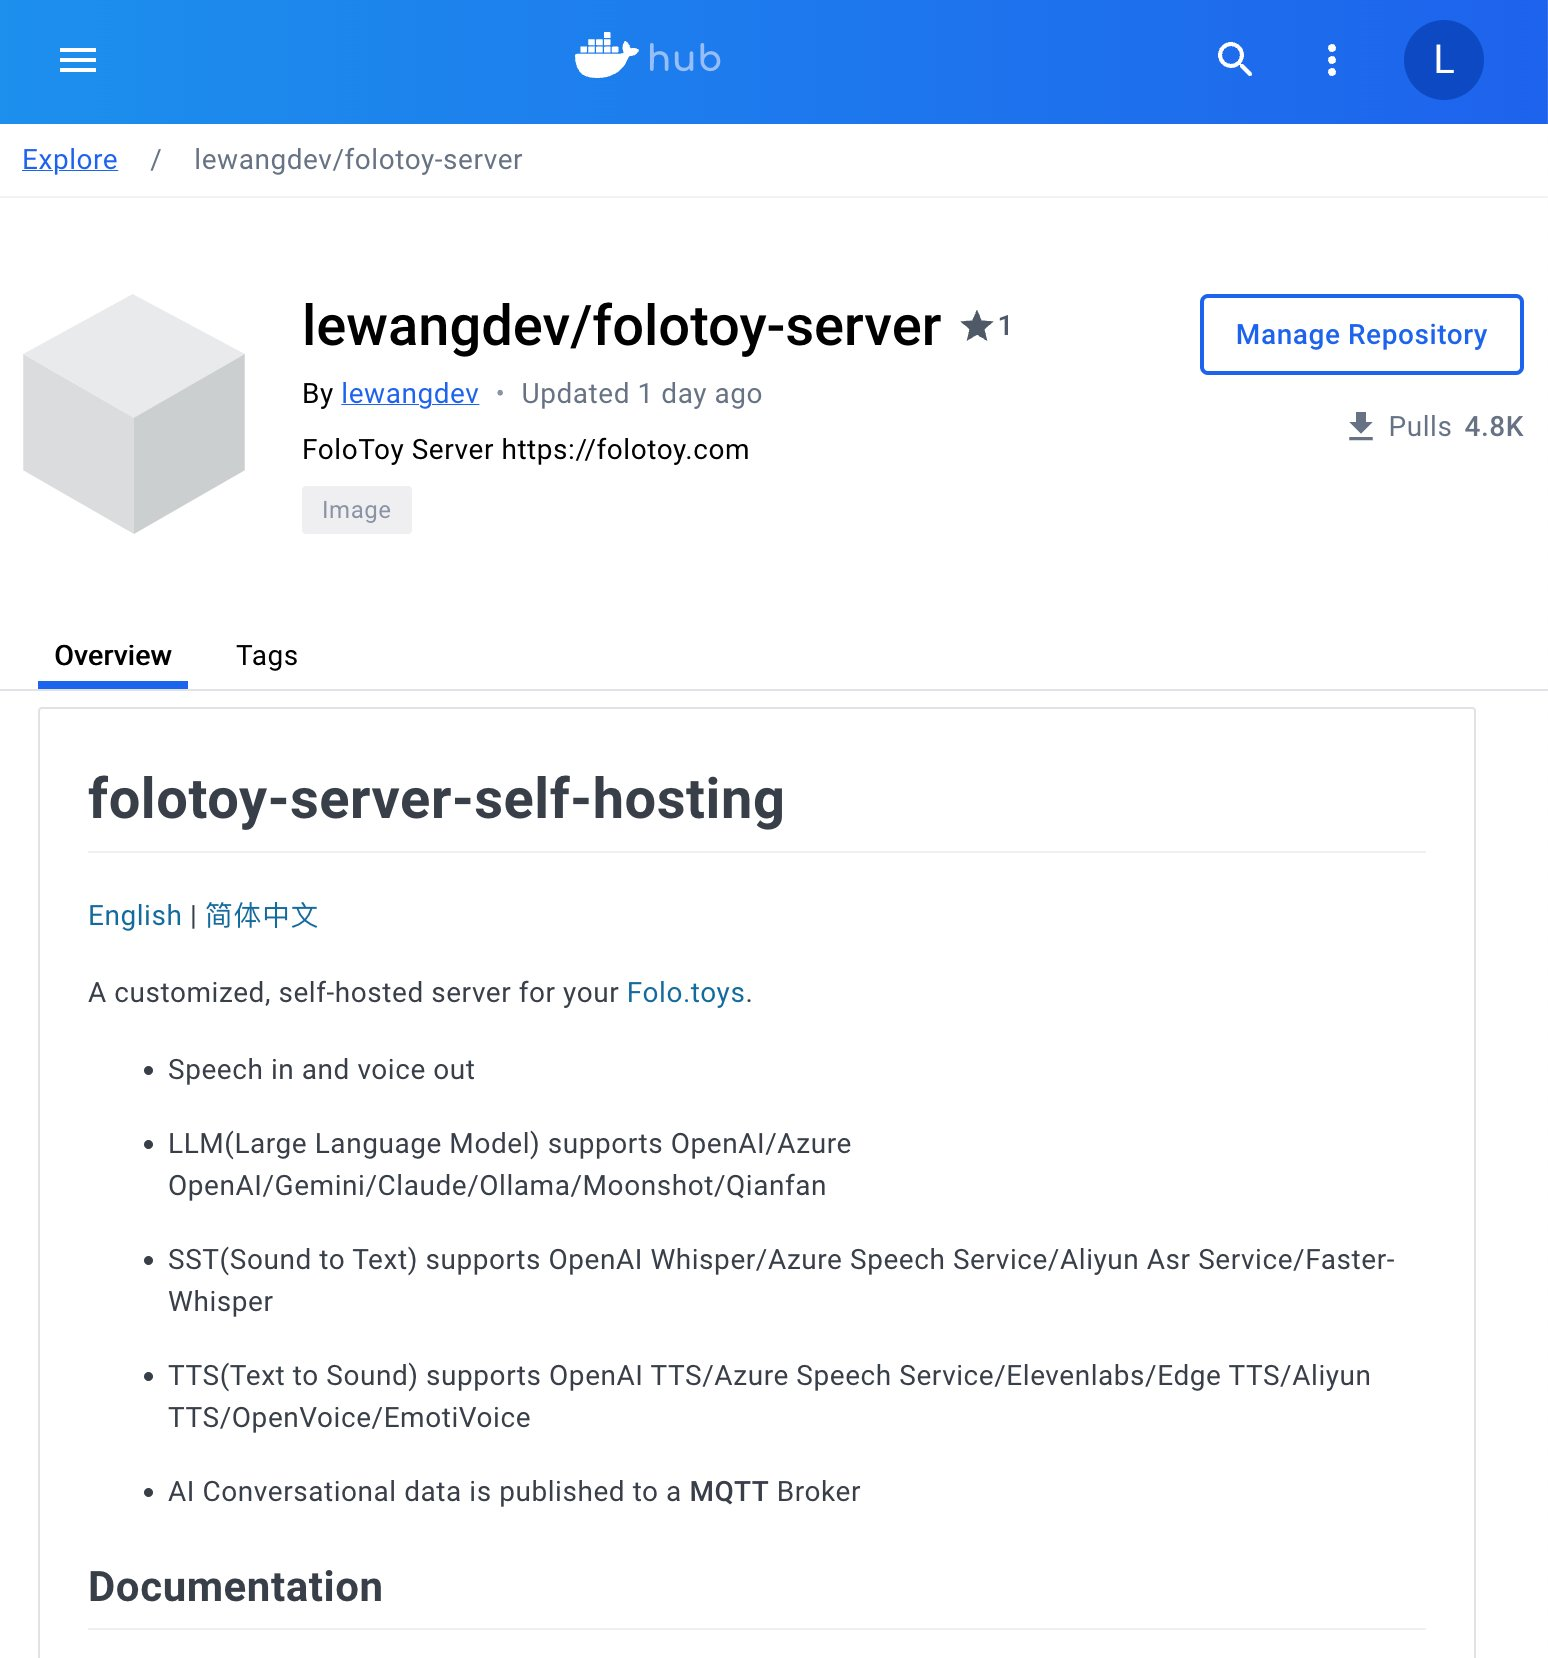 hub
L
Explore / lewangdev/folotoy-server
lewangdev/folotoy-server ★1
Manage Repository
By lewangdev • Updated 1 day ago
Pulls 4.8K
FoloToy Server https://folotoy.com
Image
Overview Tags
folotoy-server-self-hosting
English | 简体中文
A customized, self-hosted server for your Folo.toys.
• Speech in and voice out
• LLM(Large Language Model) supports OpenAI/Azure
OpenAI/Gemini/Claude/Ollama/Moonshot/Qianfan
• SST(Sound to Text) supports OpenAI Whisper/Azure Speech Service/Aliyun Asr Service/Faster-
Whisper
• TTS(Text to Sound) supports OpenAI TTS/Azure Speech Service/Elevenlabs/Edge TTS/Aliyun
TTS/OpenVoice/EmotiVoice
• AI Conversational data is published to a MQTT Broker
Documentation